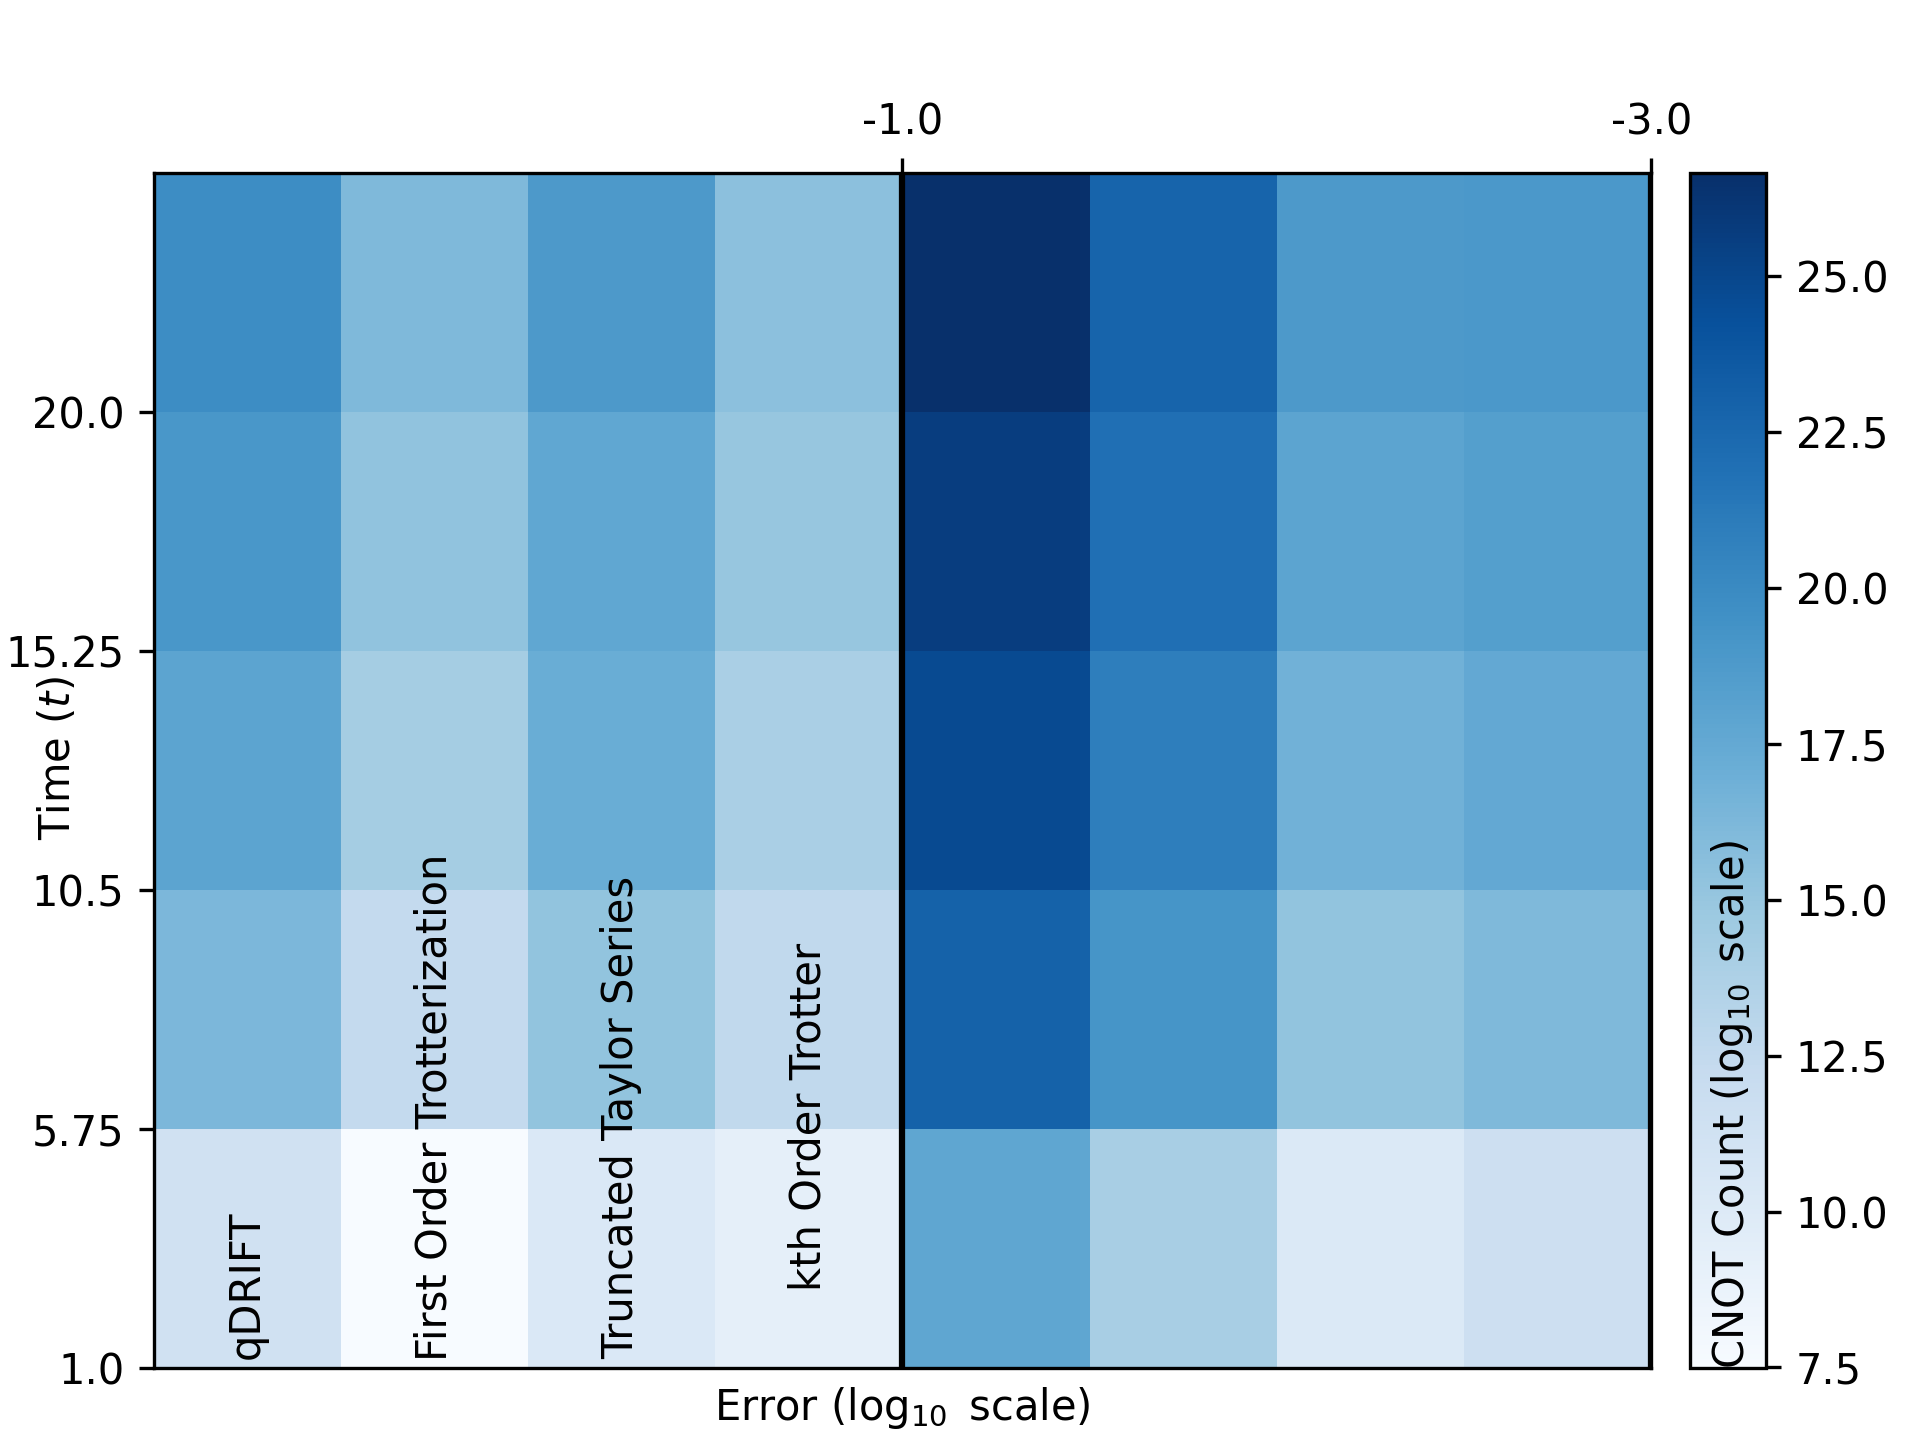 -1.0
-3.0
20.0
15.25
10.5
5.75
1.0
Time (t)
qDRIFT
First Order Trotterization
Truncated Taylor Series
kth Order Trotter
Error (log₁₀ scale)
25.0
22.5
20.0
17.5
15.0
12.5
10.0
7.5
CNOT Count (log₁₀ scale)